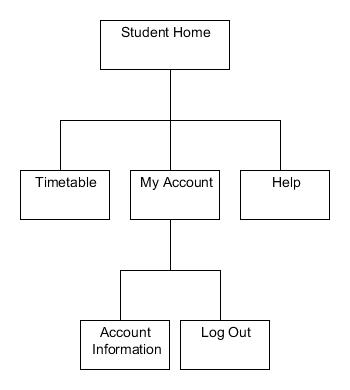 Student Home
Timetable
My Account
Help
Account
Information
Log Out